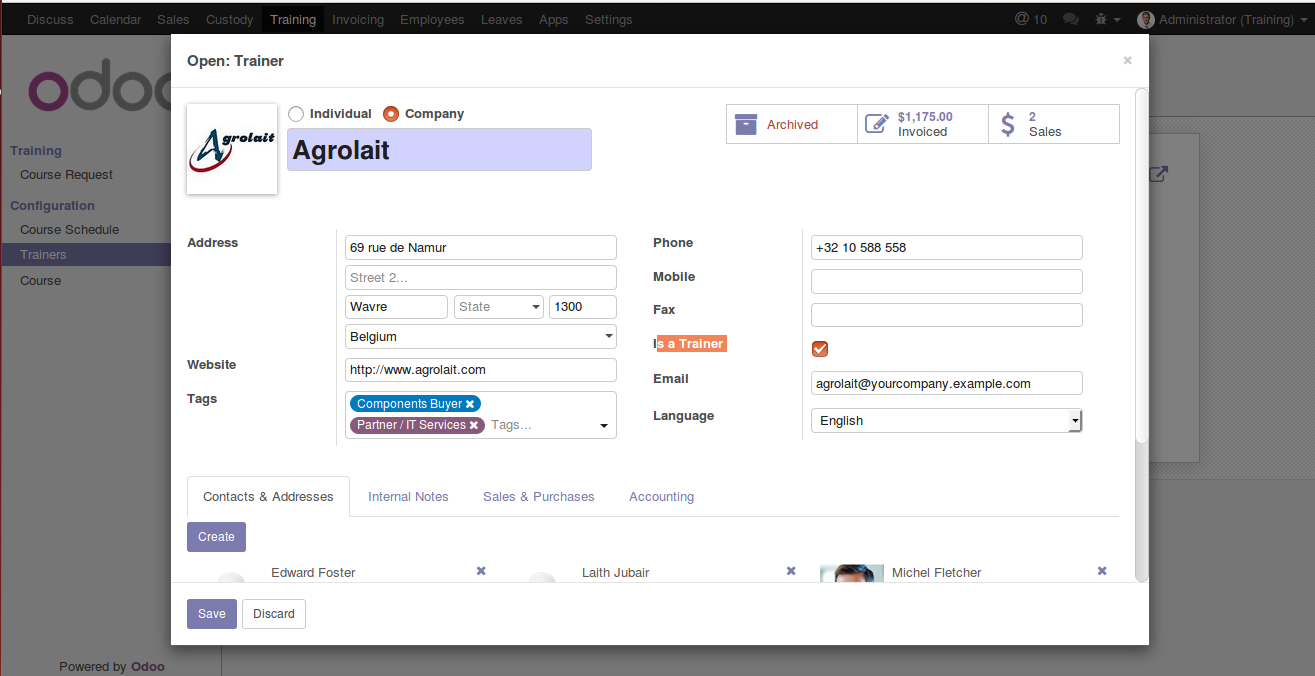 Discuss Calendar Sales Custody Training Invoicing Employees Leaves Apps Settings @ 10 Administrator (Training)
odoo
Training
Course Request
Configuration
Course Schedule
Trainers
Course
Powered by Odoo
Open: Trainer ×
Agrolait
Individual Company
Agrolait
Archived
$1,175.00
Invoiced
2
Sales
Address
69 rue de Namur
Street 2...
Wavre State 1300
Belgium
Website http://www.agrolait.com
Tags
Components Buyer ×
Partner / IT Services × Tags...
Phone +32 10 588 558
Mobile
Fax
Is a Trainer
Email agrolait@yourcompany.example.com
Language English
Contacts & Addresses Internal Notes Sales & Purchases Accounting
Create
Edward Foster × Laith Jubair × Michel Fletcher ×
Save Discard